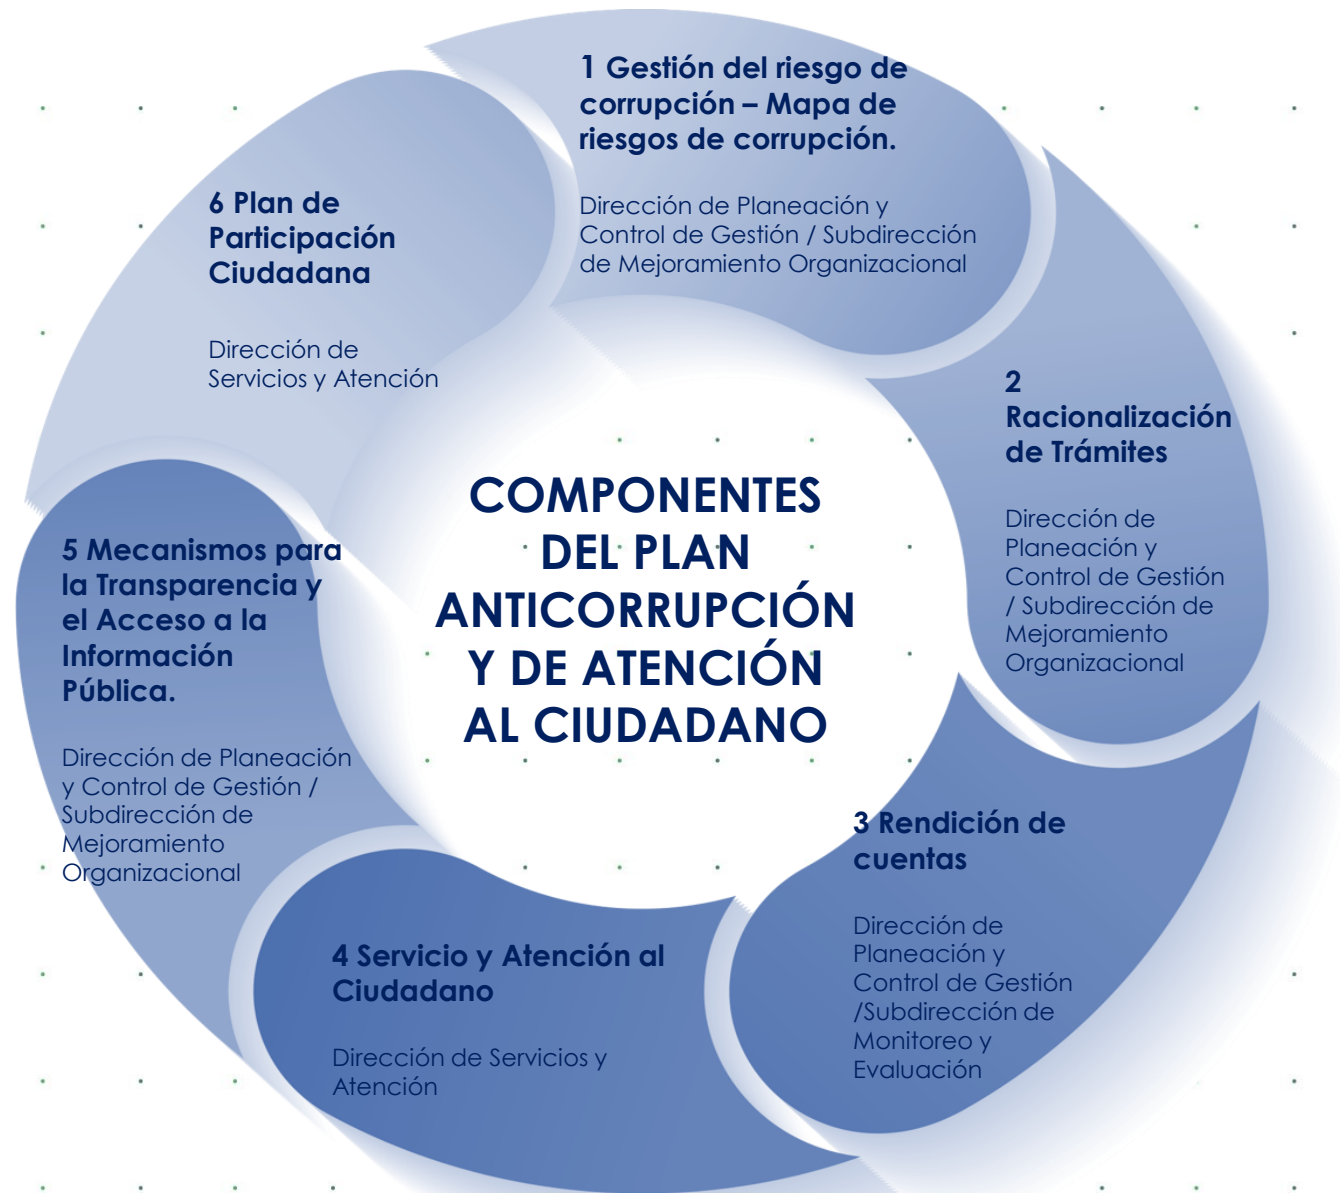 1 Gestión del riesgo de
corrupción – Mapa de
riesgos de corrupción.
Dirección de Planeación y
Control de Gestión / Subdirección
de Mejoramiento Organizacional
2
Racionalización
de Trámites
Dirección de
Planeación y
Control de Gestión
/ Subdirección de
Mejoramiento
Organizacional
3 Rendición de
cuentas
Dirección de
Planeación y
Control de Gestión
/Subdirección de
Monitoreo y
Evaluación
4 Servicio y Atención al
Ciudadano
Dirección de Servicios y
Atención
5 Mecanismos para
la Transparencia y
el Acceso a la
Información
Pública.
Dirección de Planeación
y Control de Gestión /
Subdirección de
Mejoramiento
Organizacional
6 Plan de
Participación
Ciudadana
Dirección de
Servicios y Atención
COMPONENTES
DEL PLAN
ANTICORRUPCIÓN
Y DE ATENCIÓN
AL CIUDADANO